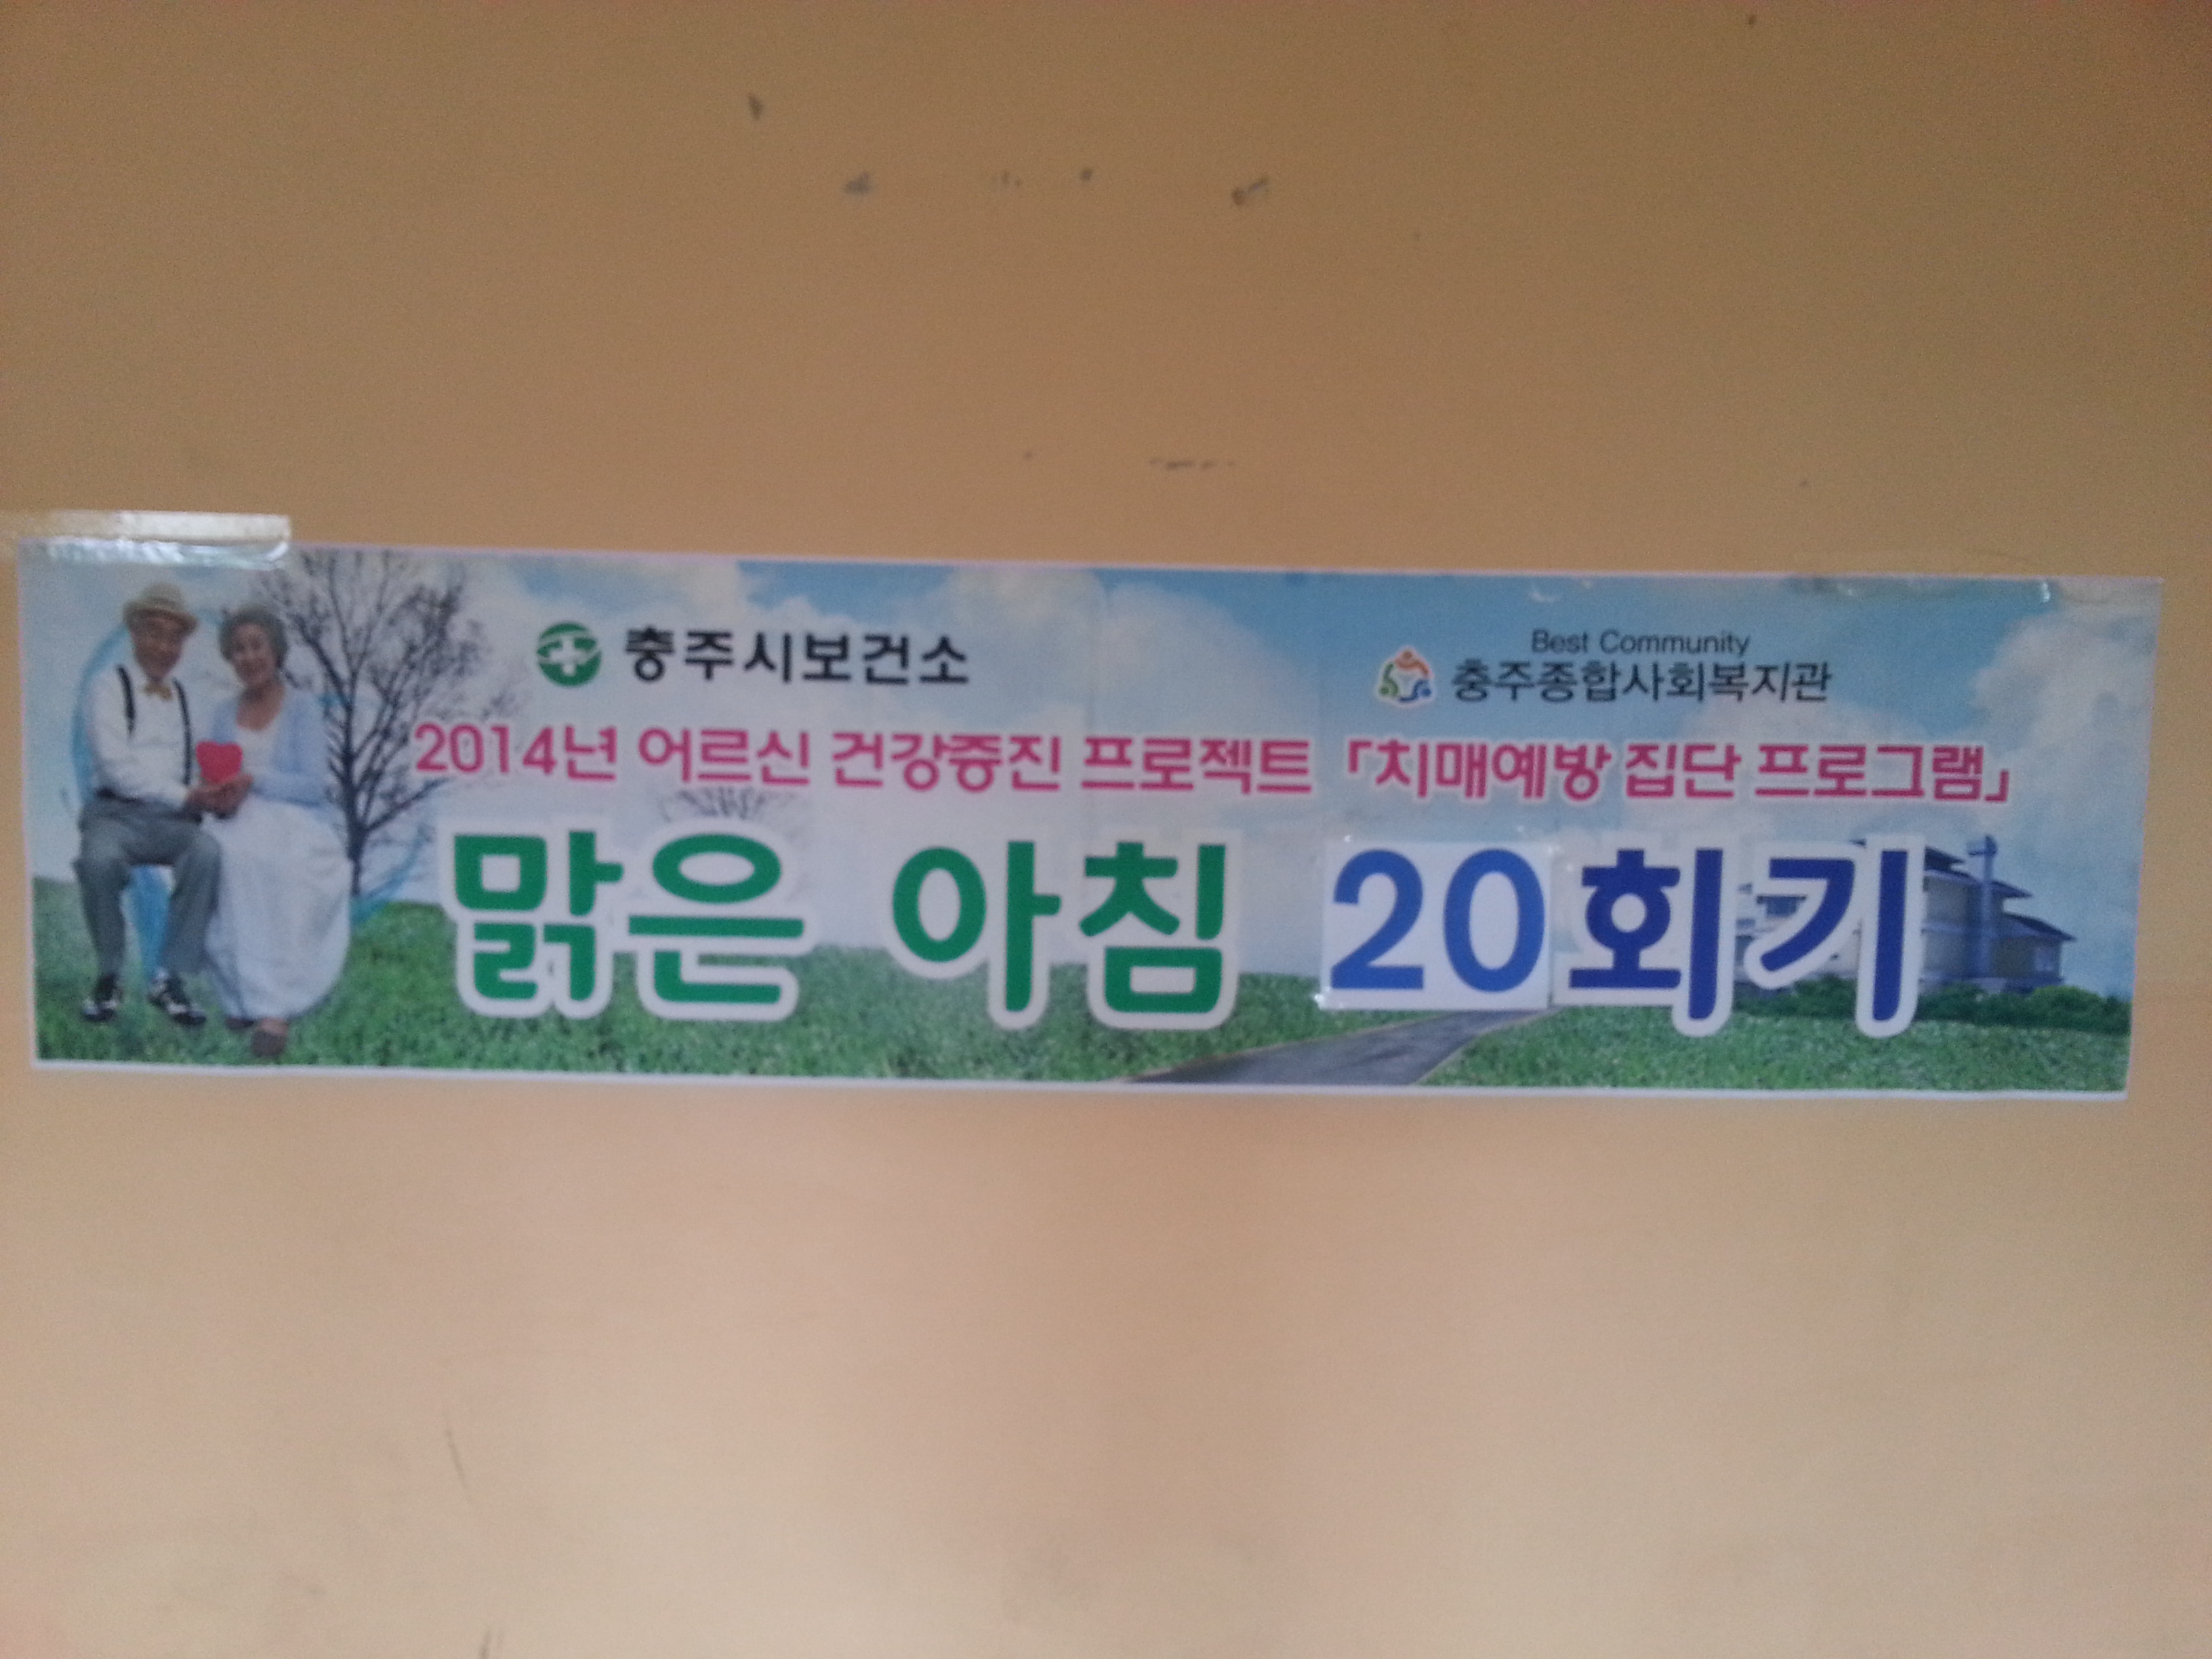 충주시보건소
Best Community
충주종합사회복지관
2014년 어르신 건강증진 프로젝트 「치매예방 집단 프로그램」
맑은 아침 20회기